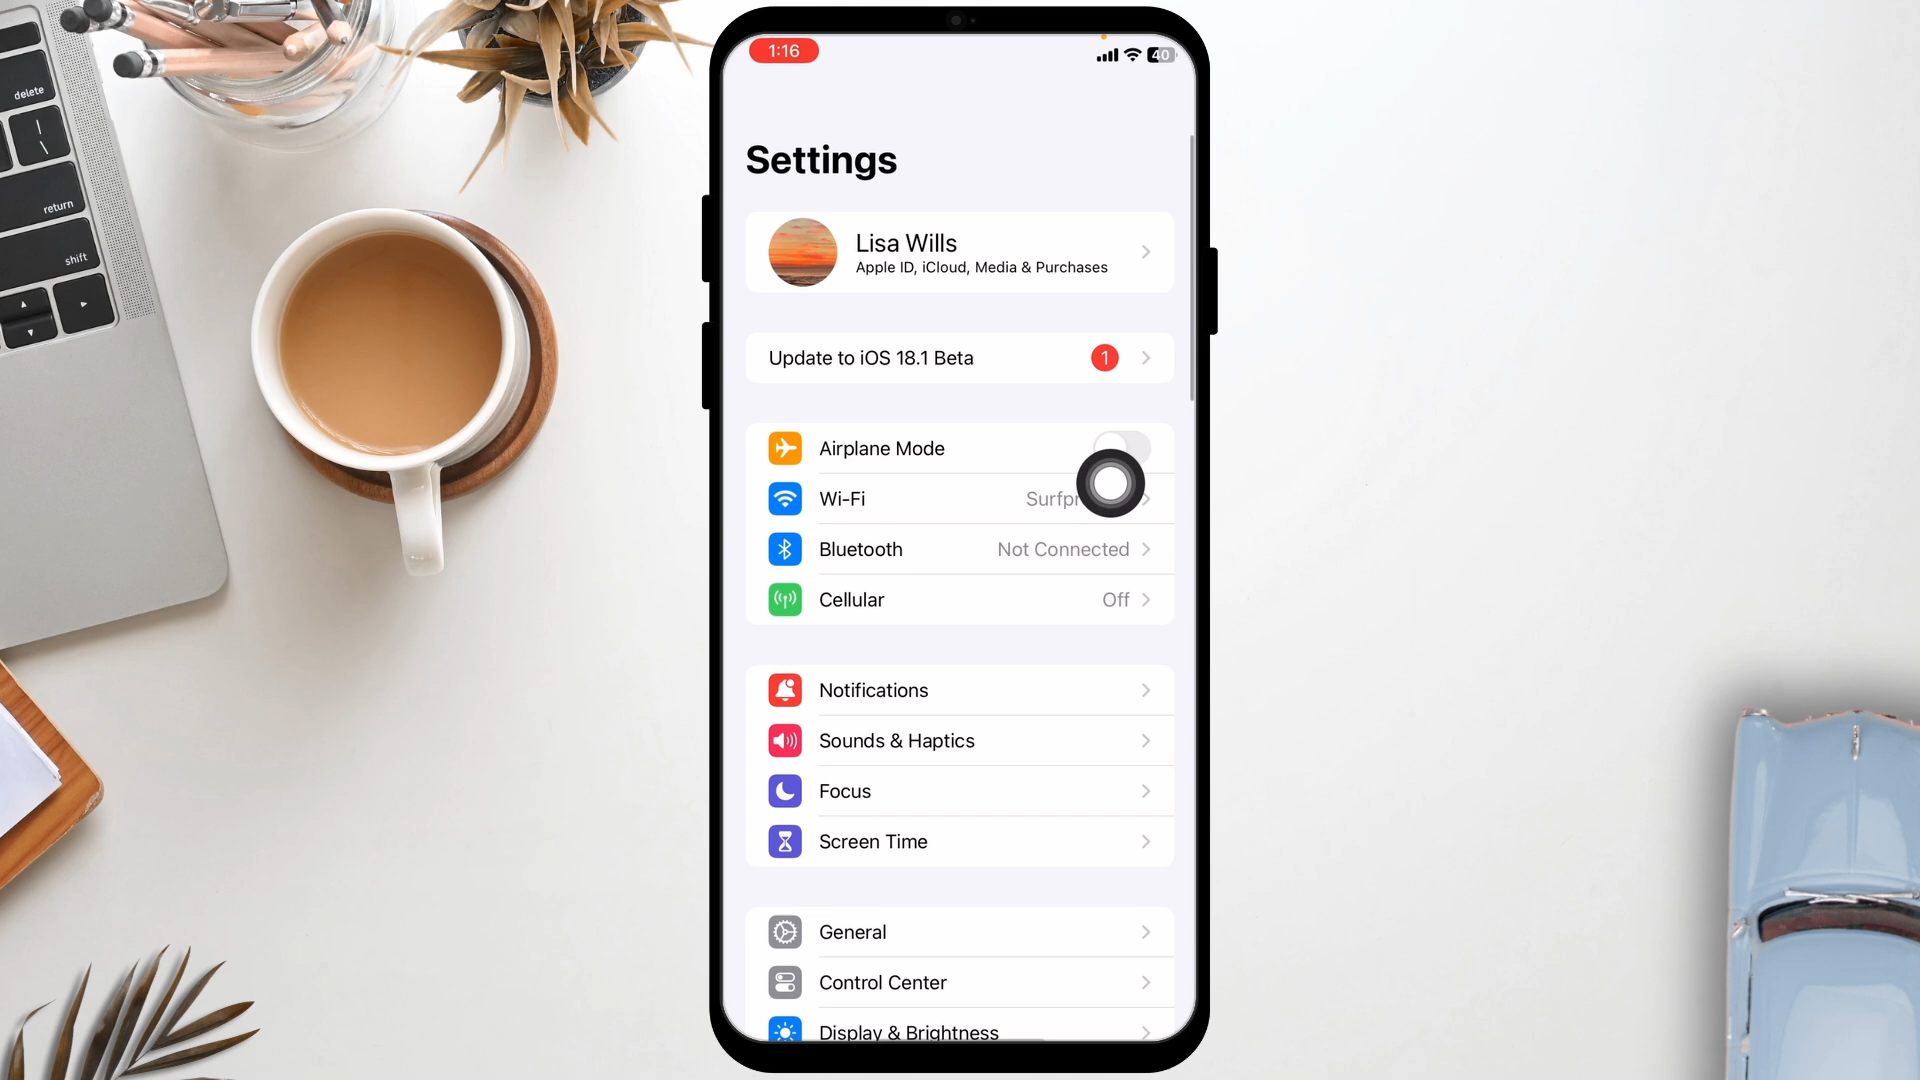 delete
return
shift
1:16
40
Settings
Lisa Wills
Apple ID, iCloud, Media & Purchases
Update to iOS 18.1 Beta
1
Airplane Mode
Wi-Fi
Bluetooth
Not Connected
Cellular
Off
Notifications
Sounds & Haptics
Focus
Screen Time
General
Control Center
Display & Brightness